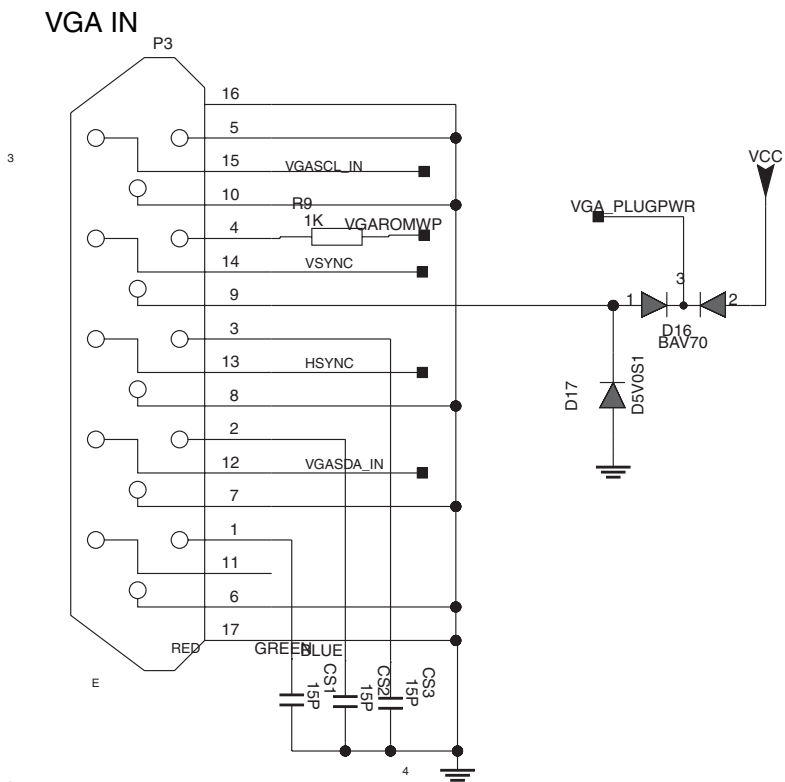 VGA IN
P3
16
5
3
15 VGASCL_IN
VCC
10
R9
VGA_PLUGPWR
4 1K VGAROMWP
14 VSYNC
9 1 3 2
D16
BAV70
3
13 HSYNC
D17
D5V0S1
8
2
12 VGASDA_IN
7
1
11
6
17
RED GREEN BLUE
E
15P CS1
15P CS2
15P CS3
4